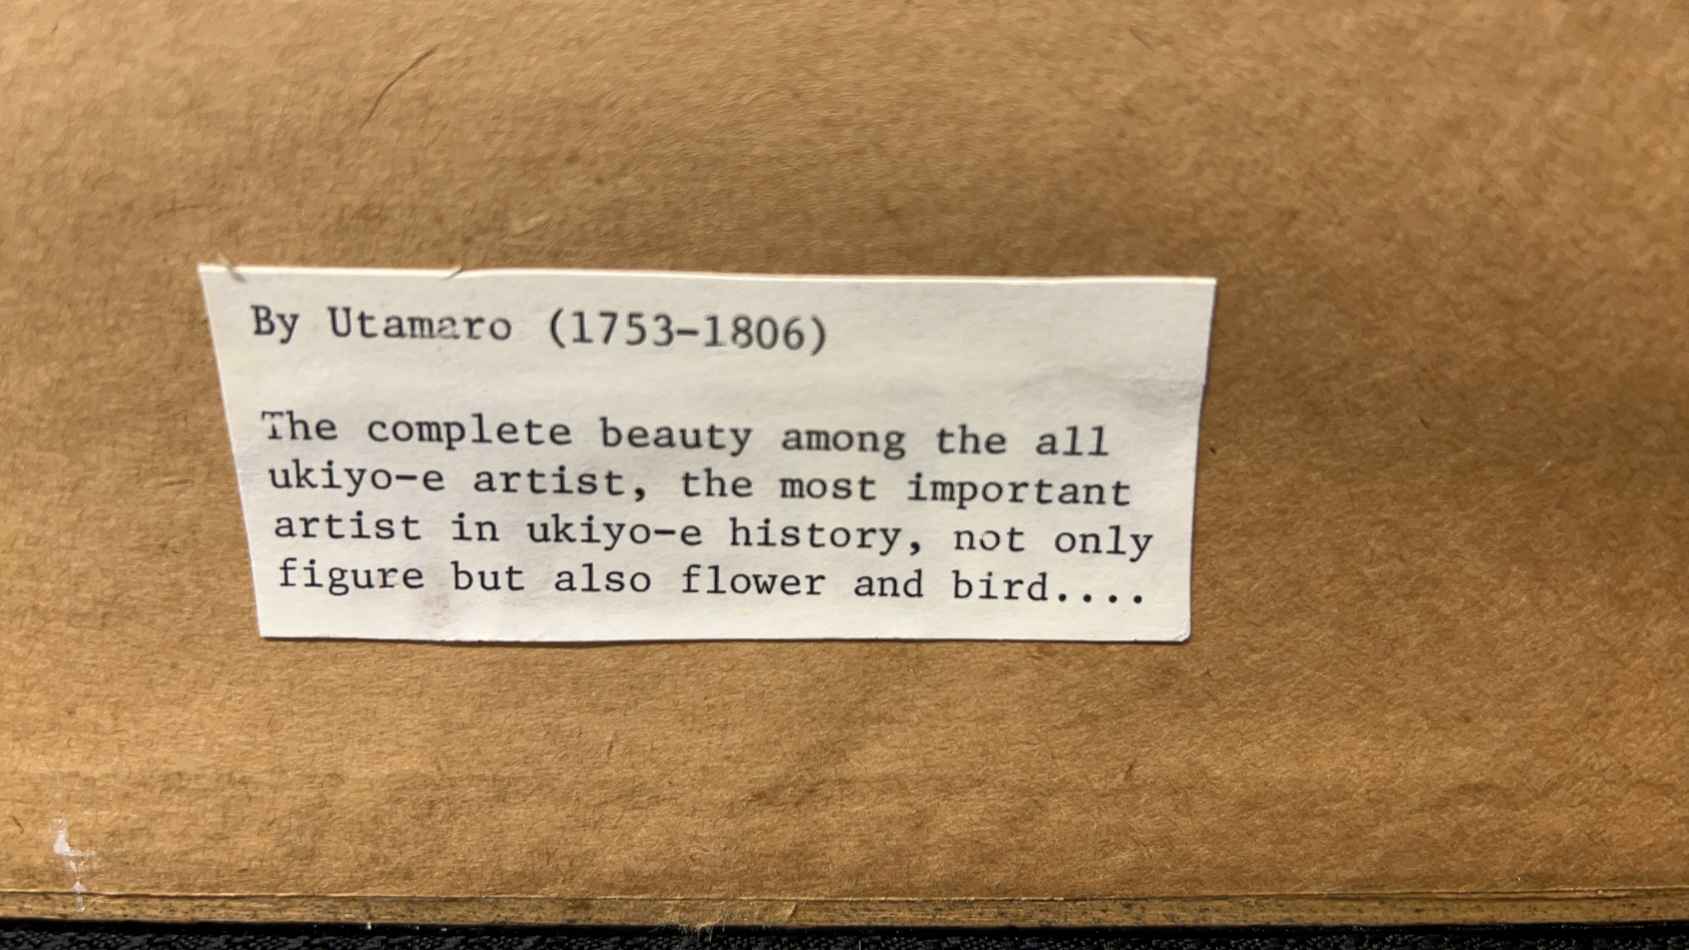 By Utamaro (1753-1806)
The complete beauty among the all
ukiyo-e artist, the most important
artist in ukiyo-e history, not only
figure but also flower and bird....